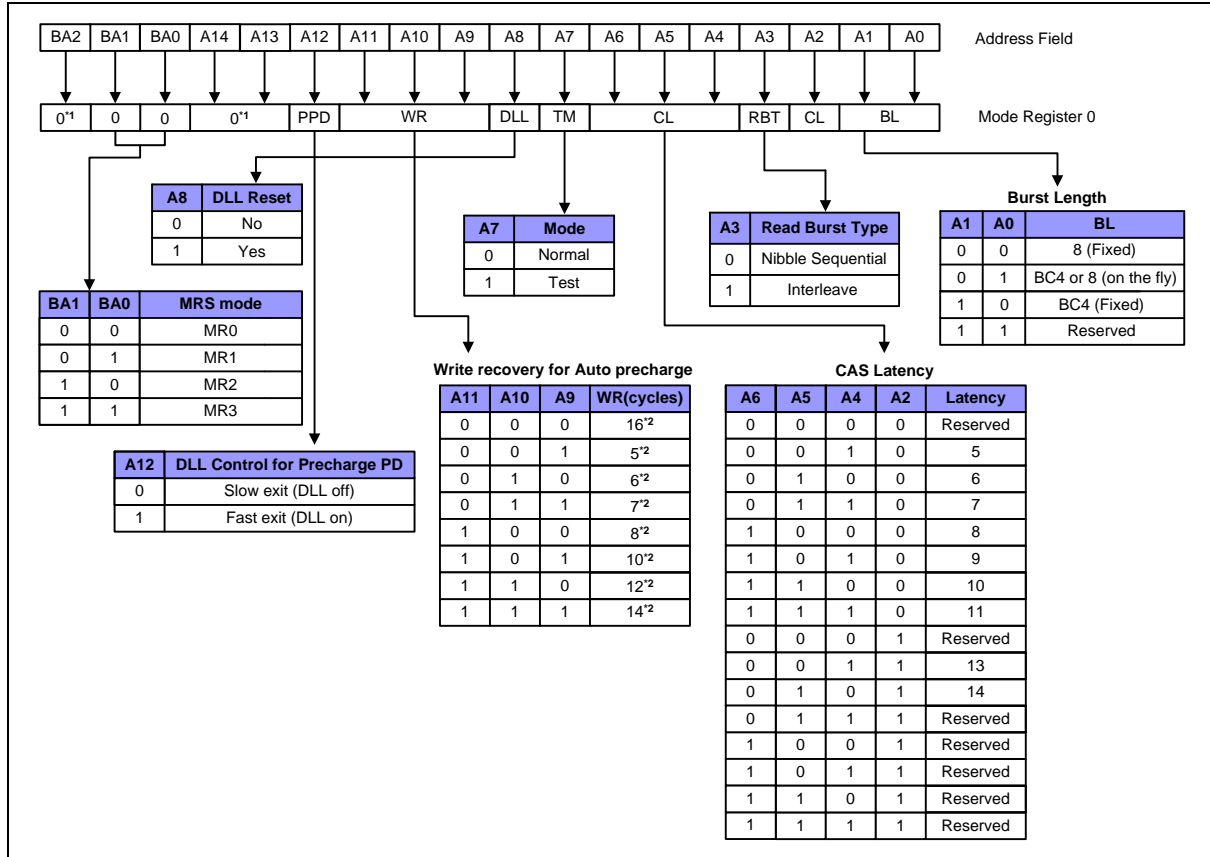 BA2 BA1 BA0 A14 A13 A12 A11 A10 A9 A8 A7 A6 A5 A4 A3 A2 A1 A0 Address Field
0*1 0 0 0*1 PPD WR DLL TM CL RBT CL BL Mode Register 0
A8 DLL Reset
0 No
1 Yes
A7 Mode
0 Normal
1 Test
A3 Read Burst Type
0 Nibble Sequential
1 Interleave
Burst Length
A1 A0 BL
0 0 8 (Fixed)
0 1 BC4 or 8 (on the fly)
1 0 BC4 (Fixed)
1 1 Reserved
BA1 BA0 MRS mode
0 0 MR0
0 1 MR1
1 0 MR2
1 1 MR3
A12 DLL Control for Precharge PD
0 Slow exit (DLL off)
1 Fast exit (DLL on)
Write recovery for Auto precharge
A11 A10 A9 WR(cycles)
0 0 0 16*2
0 0 1 5*2
0 1 0 6*2
0 1 1 7*2
1 0 0 8*2
1 0 1 10*2
1 1 0 12*2
1 1 1 14*2
CAS Latency
A6 A5 A4 A2 Latency
0 0 0 0 Reserved
0 0 1 0 5
0 1 0 0 6
0 1 1 0 7
1 0 0 0 8
1 0 1 0 9
1 1 0 0 10
1 1 1 0 11
0 0 0 1 Reserved
0 0 1 1 13
0 1 0 1 14
0 1 1 1 Reserved
1 0 0 1 Reserved
1 0 1 1 Reserved
1 1 0 1 Reserved
1 1 1 1 Reserved